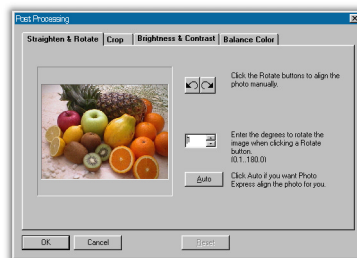 Post Processing
Straighten & Rotate Crop Brightness & Contrast Balance Color
Click the Rotate buttons to align the
photo manually.
Enter the degrees to rotate the
image when clicking a Rotate
button.
(0.1..180.0)
Auto
Click Auto if you want Photo
Express align the photo for you.
OK Cancel Reset